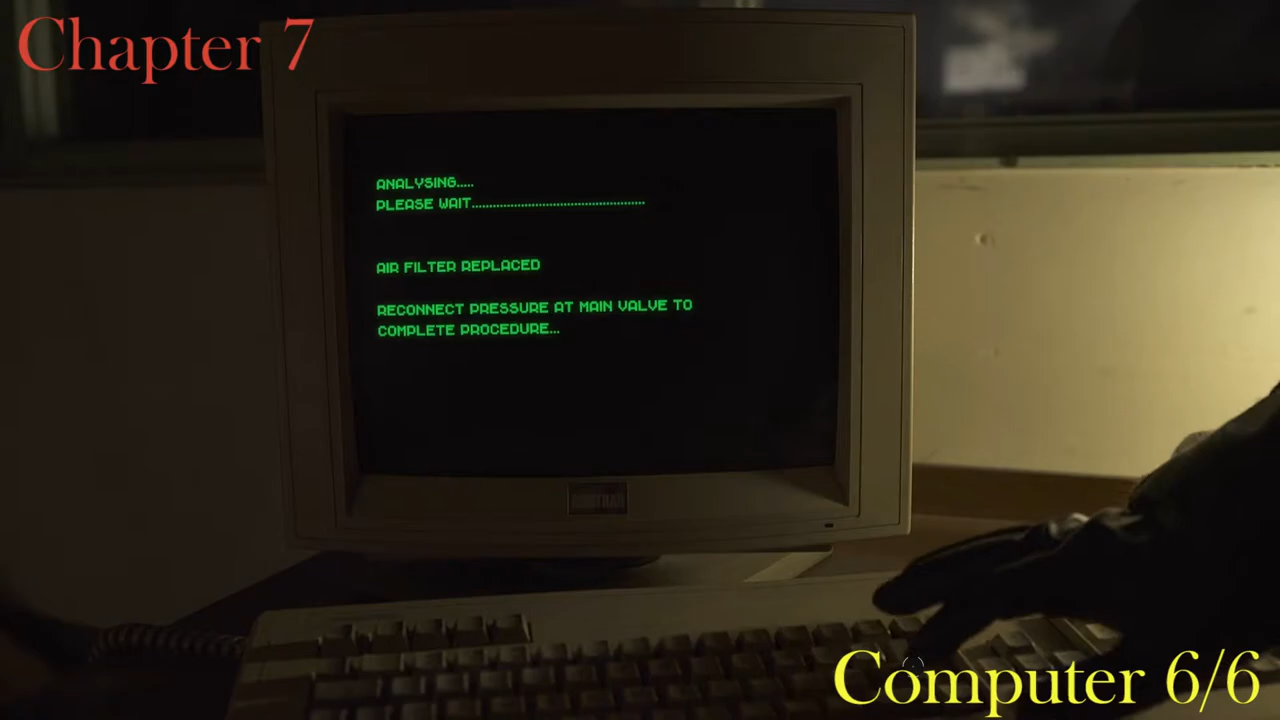 Chapter 7
ANALYSING.....
PLEASE WAIT.................................................
AIR FILTER REPLACED
RECONNECT PRESSURE AT MAIN VALVE TO
COMPLETE PROCEDURE...
Computer 6/6